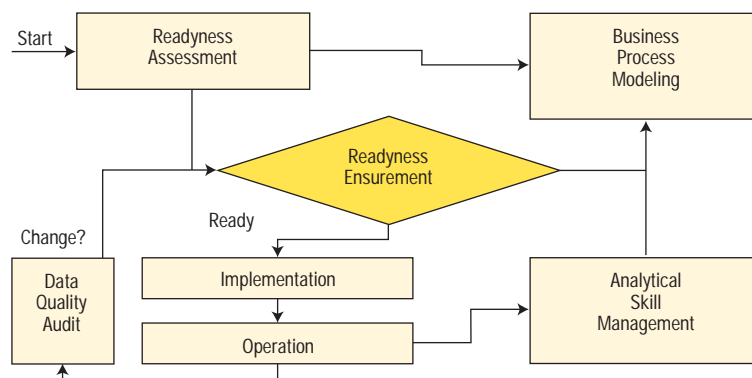 Start
Readyness
Assessment
Business
Process
Modeling
Readyness
Ensurement
Ready
Change?
Data
Quality
Audit
Implementation
Operation
Analytical
Skill
Management